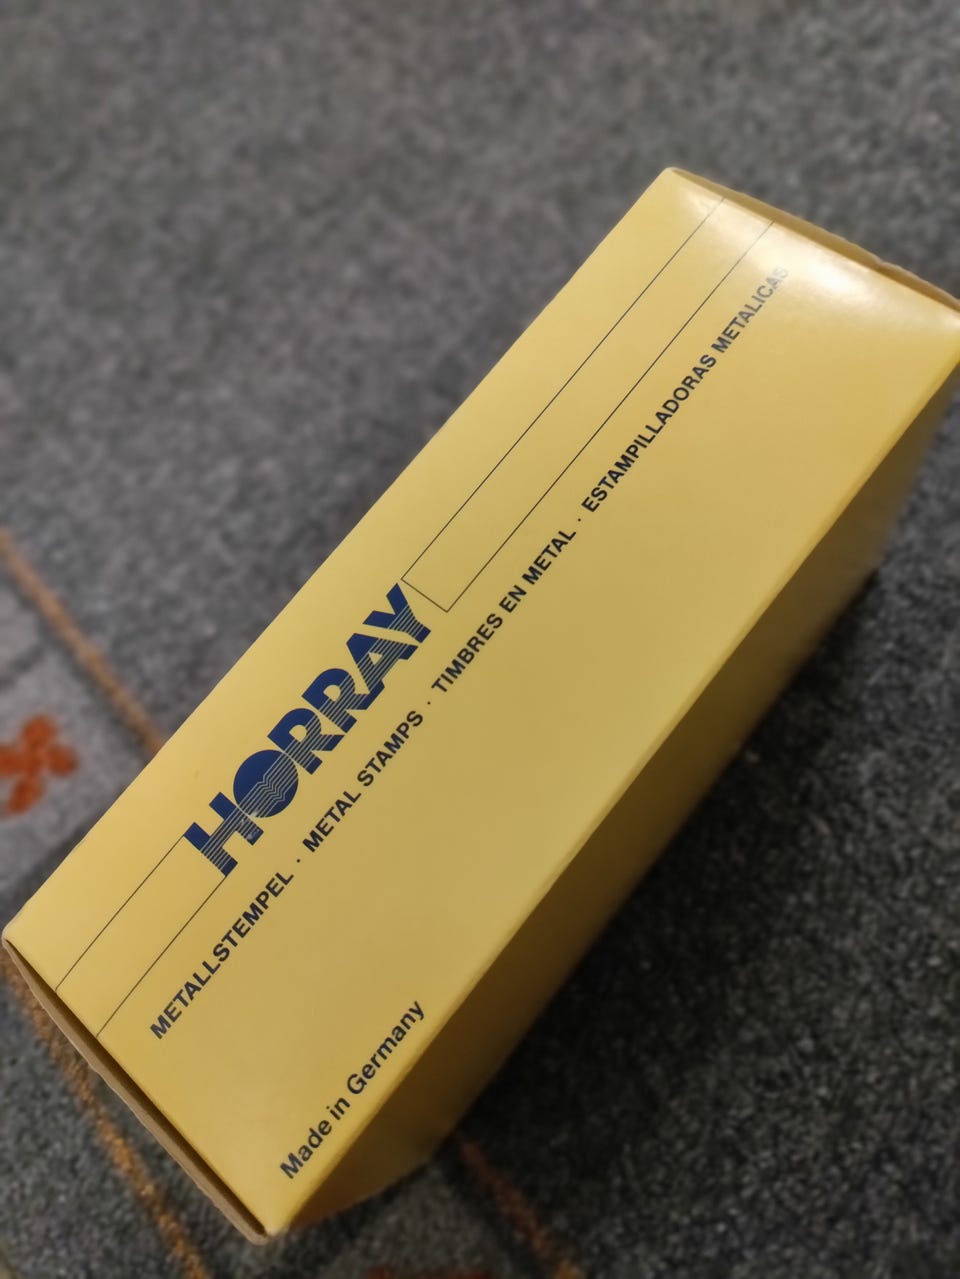 HORRAY
METALLSTEMPEL · METAL STAMPS · TIMBRES EN METAL · ESTAMPILLADORAS METALICAS
Made in Germany